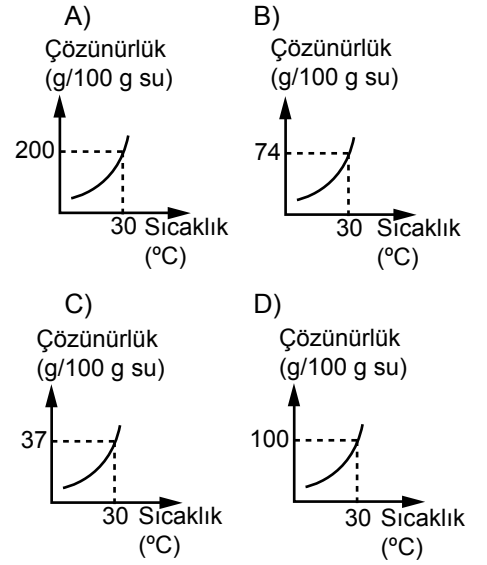 A)
Çözünürlük
(g/100 g su)
200
30 Sıcaklık
(ºC)
B)
Çözünürlük
(g/100 g su)
74
30 Sıcaklık
(ºC)
C)
Çözünürlük
(g/100 g su)
37
30 Sıcaklık
(ºC)
D)
Çözünürlük
(g/100 g su)
100
30 Sıcaklık
(ºC)